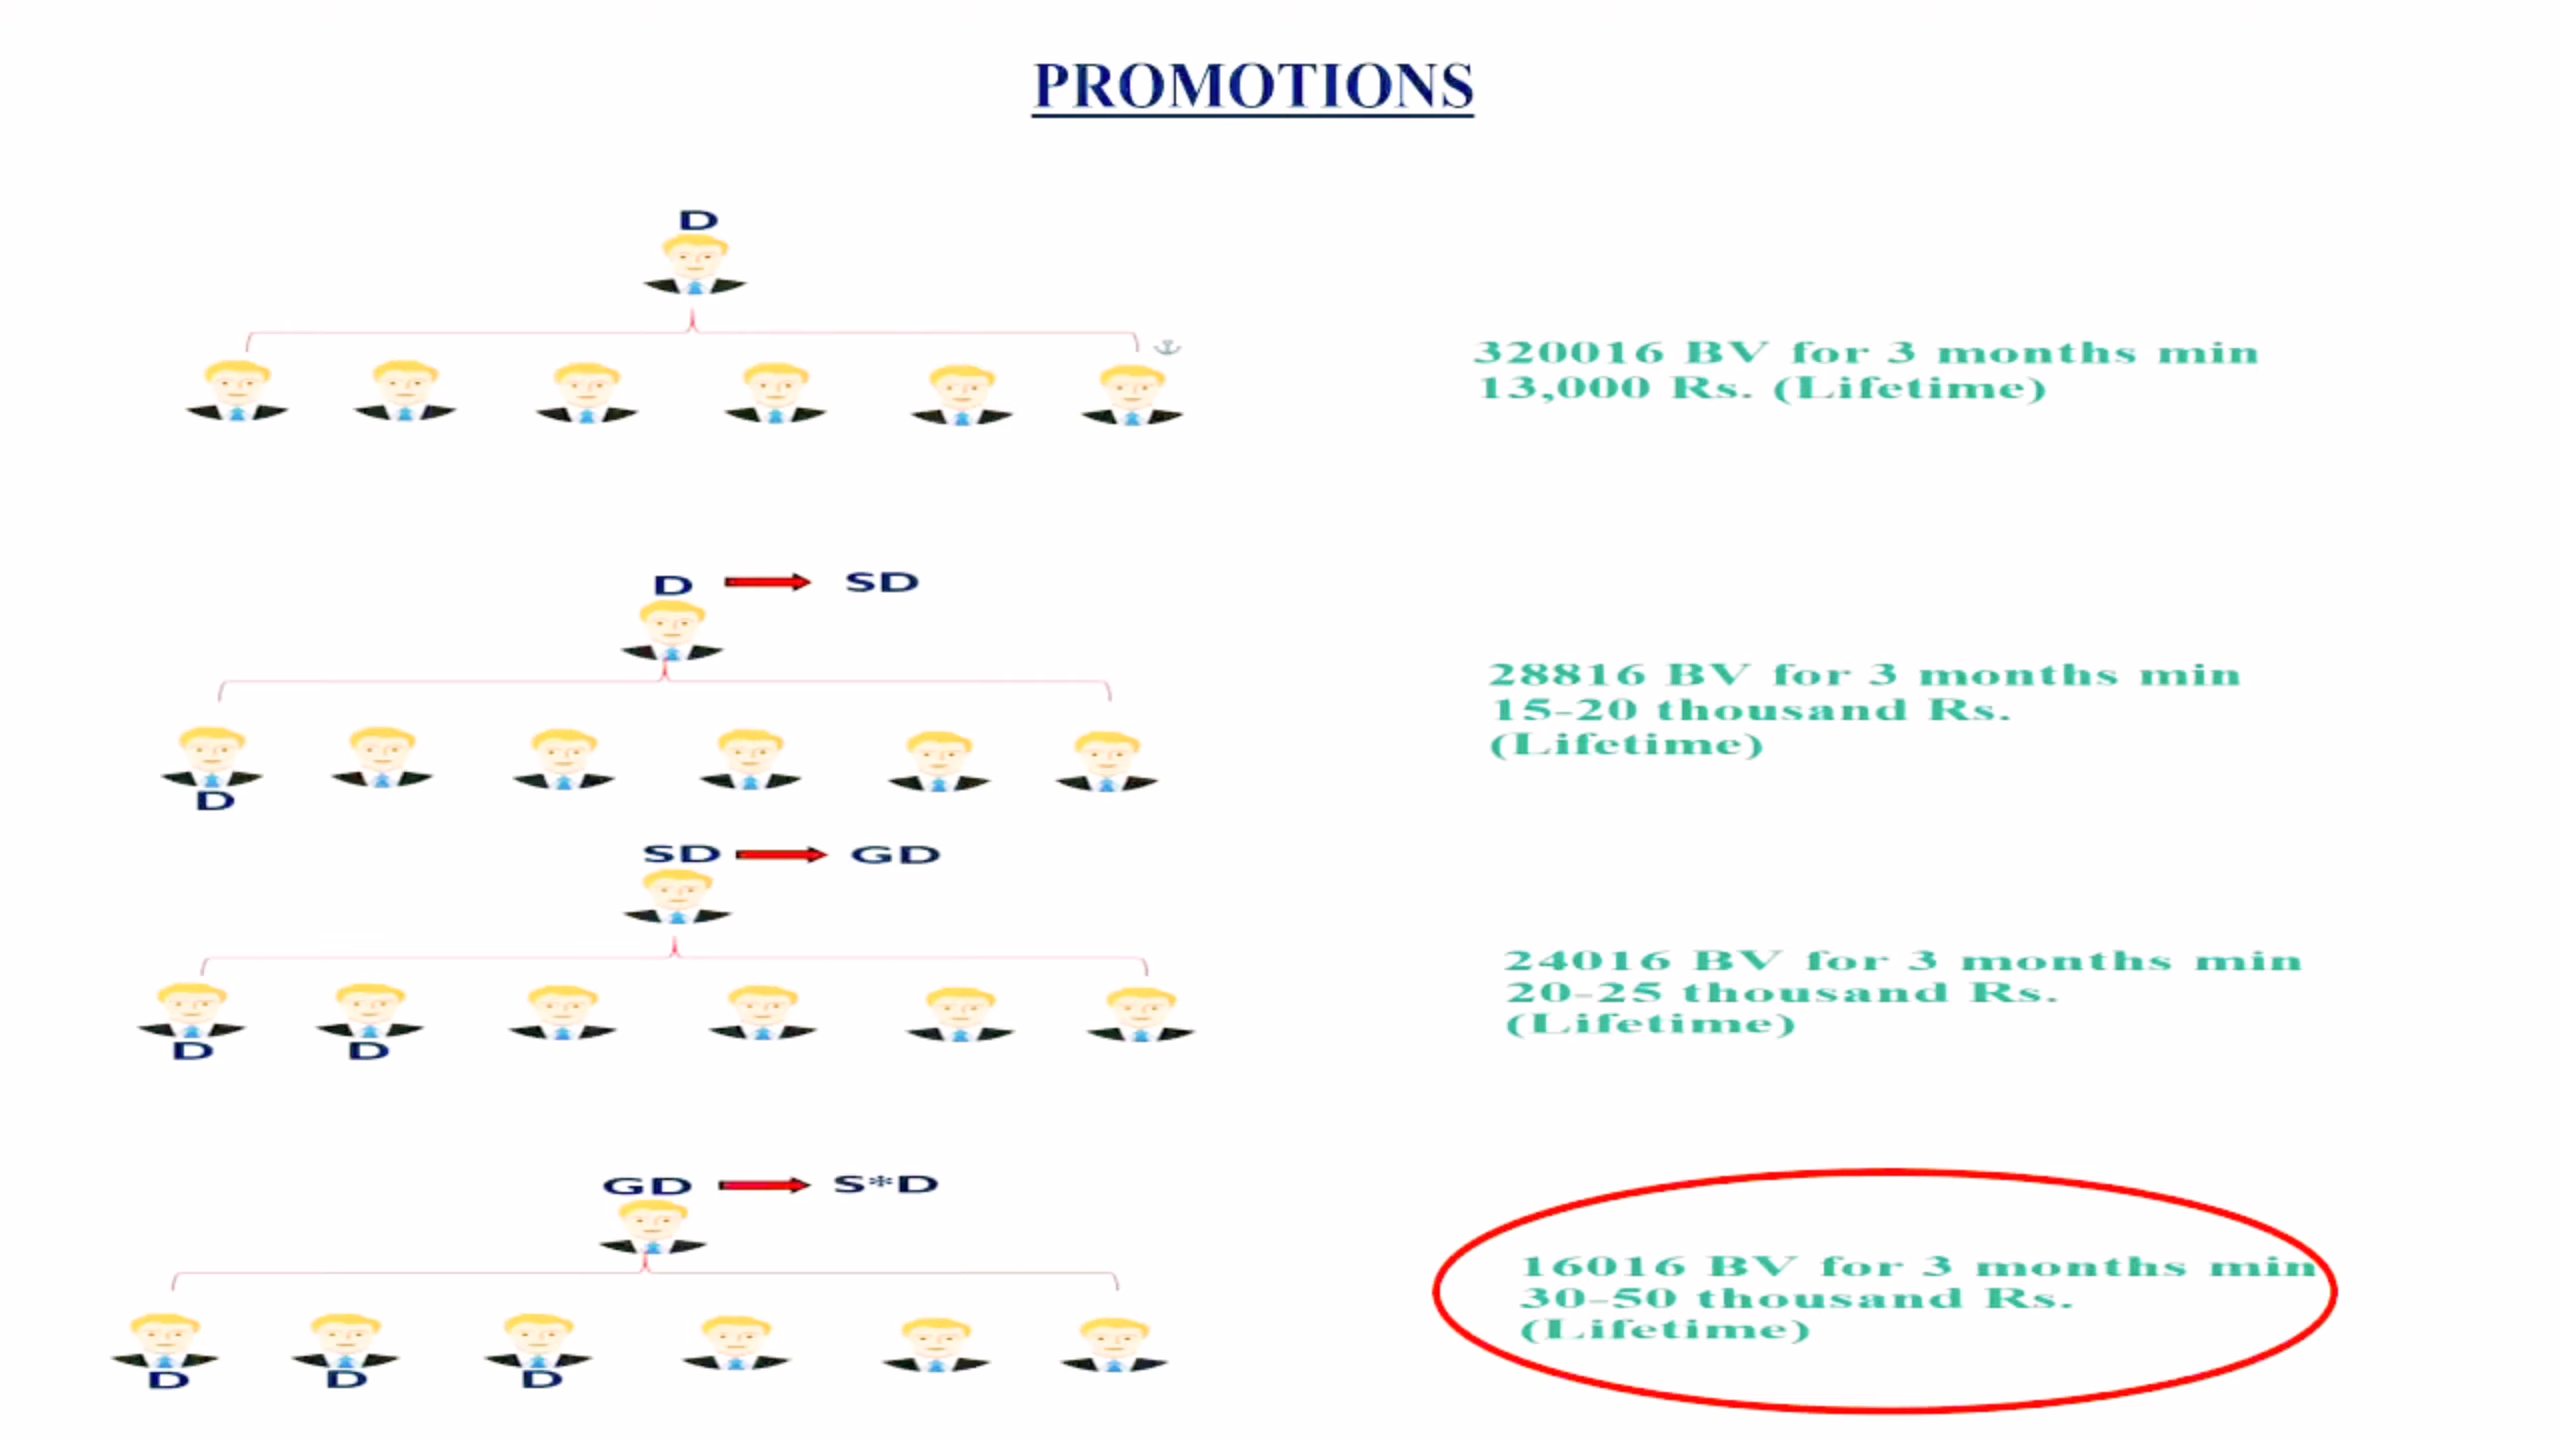 PROMOTIONS
D
320016 BV for 3 months min
13,000 Rs. (Lifetime)
D SD
28816 BV for 3 months min
15-20 thousand Rs.
(Lifetime)
D
SD GD
24016 BV for 3 months min
20-25 thousand Rs.
(Lifetime)
D D
GD S*D
16016 BV for 3 months min
30-50 thousand Rs.
(Lifetime)
D D D